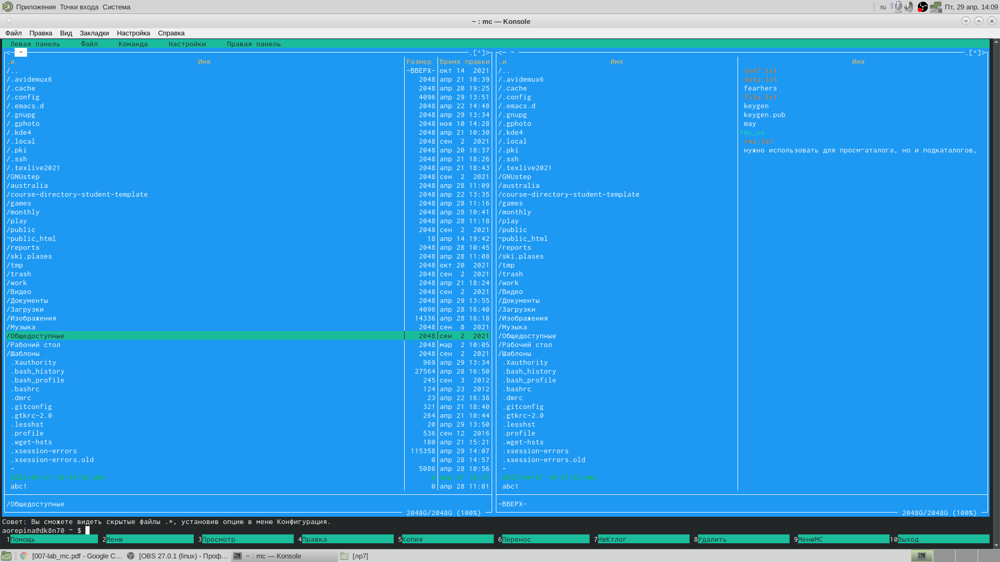 Приложения Точки входа Система
ru Пт, 29 апр, 14:09
~ : mc — Konsole
Файл Правка Вид Закладки Настройка Справка
Левая панель Файл Команда Настройки Правая панель
<─ ~ .[^]>
.и Имя Размер Время правки
/.. -ВВЕРХ- окт 14 2021
/.avidemux6 2048 апр 21 10:39
/.cache 2048 апр 20 19:25
/.config 4096 апр 29 13:51
/.emacs.d 2048 апр 22 14:48
/.gnupg 2048 апр 29 13:34
/.gphoto 2048 ноя 10 14:28
/.kde4 2048 апр 21 10:30
/.local 2048 сен 2 2021
/.pki 2048 апр 20 18:37
/.ssh 2048 апр 21 18:26
/.texlive2021 2048 апр 21 18:43
/GNUstep 2048 сен 2 2021
/australia 2048 апр 28 11:09
/course-directory-student-template 2048 апр 22 13:35
/games 2048 апр 28 11:16
/monthly 2048 апр 28 10:41
/play 2048 апр 28 11:18
/public 2048 сен 2 2021
~public_html 18 апр 14 19:42
/reports 2048 апр 28 10:45
/ski.plases 2048 апр 28 11:08
/tmp 2048 окт 20 2021
/trash 2048 сен 2 2021
/work 2048 апр 21 18:24
/Видео 2048 сен 2 2021
/Документы 2048 апр 29 13:55
/Загрузки 4096 апр 28 16:40
/Изображения 14336 апр 28 16:18
/Музыка 2048 сен 8 2021
/Общедоступные 2048 сен 2 2021
/Рабочий стол 2048 мар 2 10:05
/Шаблоны 2048 сен 2 2021
.Xauthority 969 апр 29 13:34
.bash_history 27564 апр 28 16:50
.bash_profile 245 сен 3 2012
.bashrc 124 апр 23 2012
.dmrc 23 апр 22 16:38
.gitconfig 321 апр 21 18:40
.gtkrc-2.0 264 апр 21 10:44
.lesshst 20 апр 29 13:50
.profile 536 сен 12 2016
.wget-hsts 180 апр 21 15:21
.xsession-errors 115358 апр 29 14:07
.xsession-errors.old 0 апр 28 14:57
- 5086 апр 28 10:56
abc1 0 апр 28 11:01
/Общедоступные
2048G/2048G (100%)
<─ ~ .[^]>
.и Имя Имя
/..
/.avidemux6
/.cache
/.config
/.emacs.d
/.gnupg
/.gphoto
/.kde4
/.local
/.pki
/.ssh
/.texlive2021
/GNUstep
/australia
/course-directory-student-template
/games
/monthly
/play
/public
~public_html
/reports
/ski.plases
/tmp
/trash
/work
/Видео
/Документы
/Загрузки
/Изображения
/Музыка
/Общедоступные
/Рабочий стол
/Шаблоны
.Xauthority
.bash_history
.bash_profile
.bashrc
.dmrc
.gitconfig
.gtkrc-2.0
.lesshst
.profile
.wget-hsts
.xsession-errors
.xsession-errors.old
-
abc1
conf.txt
data.txt
fearhers
file.txt
keygen
keygen.pub
may
*my_os
rez.txt
нужно использовать для просм~аталога, но и подкаталогов,
-ВВЕРХ-
2048G/2048G (100%)
Совет: Вы сможете видеть скрытые файлы .*, установив опцию в меню Конфигурация.
aorepina@dk8n70 ~ $
1Помощь 2Меню 3Просмотр 4Правка 5Копия 6Перенос 7НвКтлог 8Удалить 9МенюМС 10Выход
[007-lab_mc.pdf - Google C… [OBS 27.0.1 (linux) - Проф… ~ : mc — Konsole [лр7]